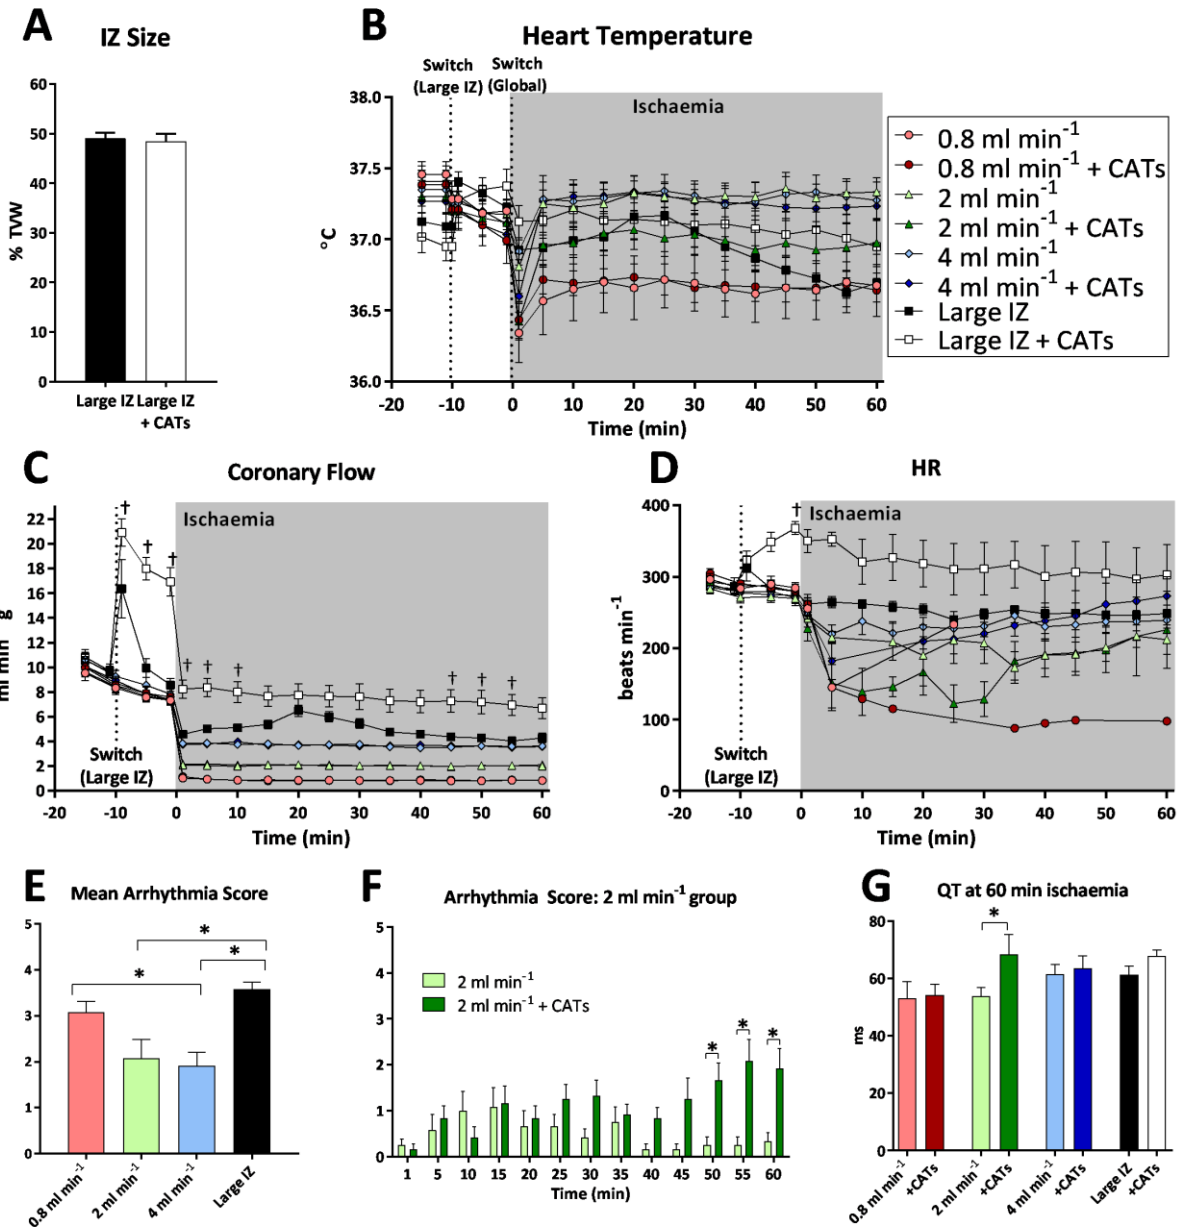 A
IZ Size
% TVW
60
50
40
30
20
10
0
Large IZ
Large IZ
+ CATs
B
Heart Temperature
Switch
(Large IZ)
Switch
(Global)
Ischaemia
°C
38.0
37.5
37.0
36.5
36.0
-20 -10 0 10 20 30 40 50 60
Time (min)
0.8 ml min⁻¹
0.8 ml min⁻¹ + CATs
2 ml min⁻¹
2 ml min⁻¹ + CATs
4 ml min⁻¹
4 ml min⁻¹ + CATs
Large IZ
Large IZ + CATs
C
Coronary Flow
Ischaemia
ml min g
22
20
18
16
14
12
10
8
6
4
2
0
† † †
† † † † † †
Switch
(Large IZ)
-20 -10 0 10 20 30 40 50 60
Time (min)
D
HR
Ischaemia
beats min⁻¹
400
300
200
100
0
†
Switch
(Large IZ)
-20 -10 0 10 20 30 40 50 60
Time (min)
E
Mean Arrhythmia Score
5
4
3
2
1
0
*
*
*
0.8 ml min⁻¹
2 ml min⁻¹
4 ml min⁻¹
Large IZ
F
Arrhythmia Score: 2 ml min⁻¹ group
5
4
3
2
1
0
2 ml min⁻¹
2 ml min⁻¹ + CATs
* * *
1 5 10 15 20 25 30 35 40 45 50 55 60
Time (min)
G
QT at 60 min ischaemia
ms
80
60
40
20
0
*
0.8 ml min⁻¹
+CATs
2 ml min⁻¹
+CATs
4 ml min⁻¹
+CATs
Large IZ
+CATs